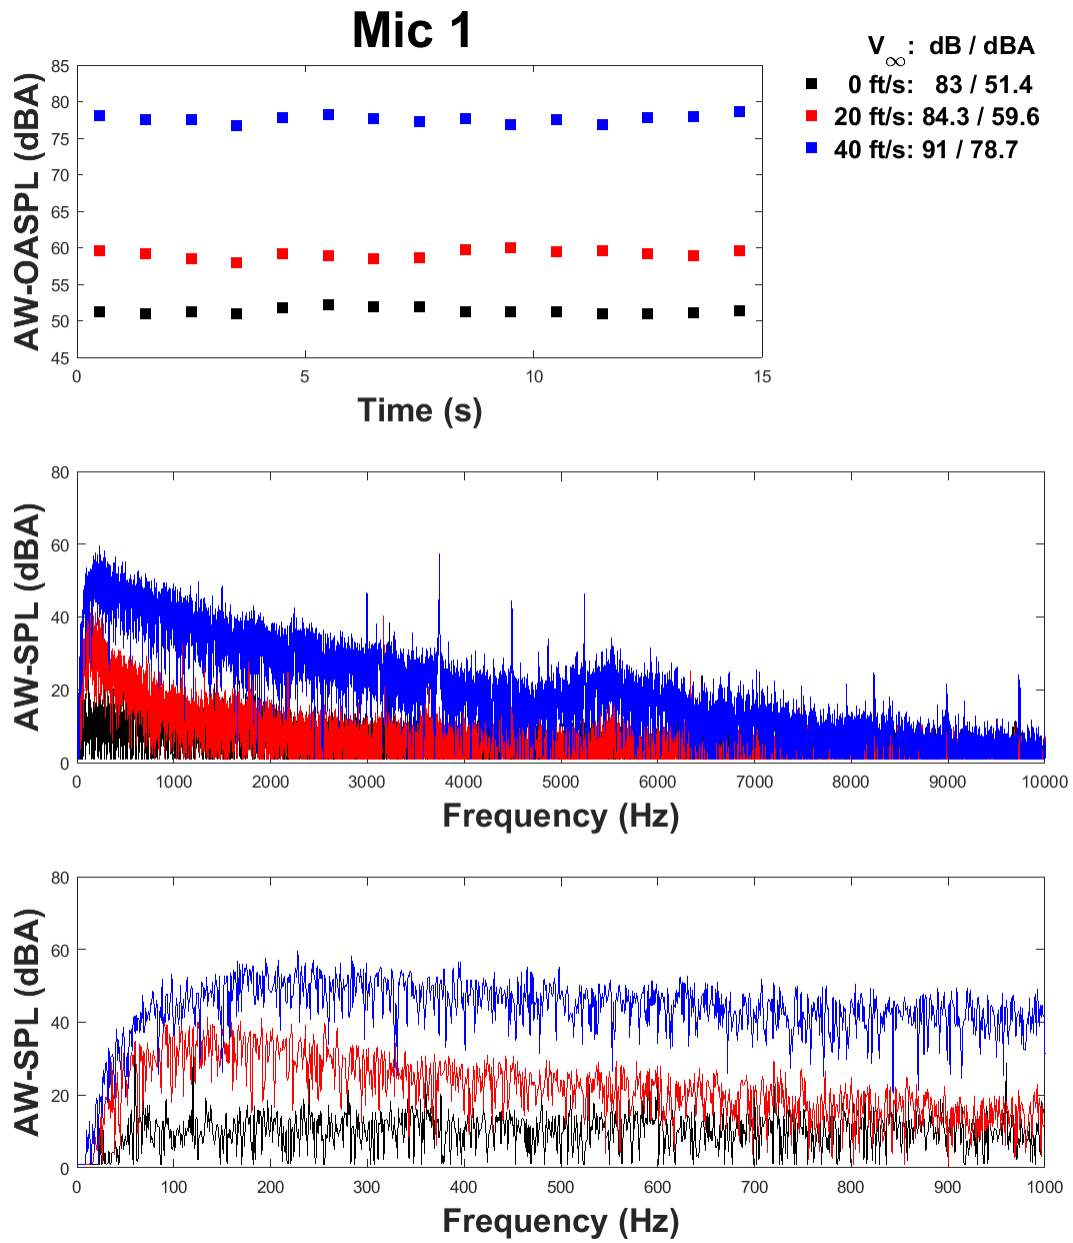 Mic 1
V∞: dB / dBA
0 ft/s: 83 / 51.4
20 ft/s: 84.3 / 59.6
40 ft/s: 91 / 78.7
AW-OASPL (dBA)
85
80
75
70
65
60
55
50
45
0 5 10 15
Time (s)
AW-SPL (dBA)
80
60
40
20
0
0 1000 2000 3000 4000 5000 6000 7000 8000 9000 10000
Frequency (Hz)
AW-SPL (dBA)
80
60
40
20
0
0 100 200 300 400 500 600 700 800 900 1000
Frequency (Hz)